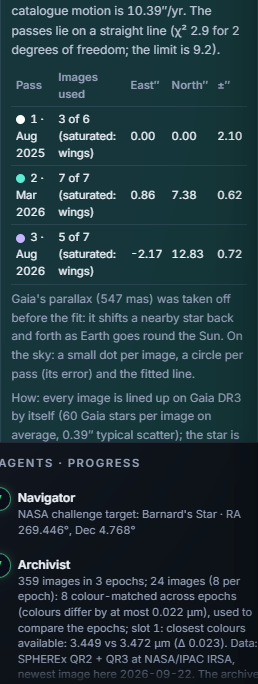 catalogue motion is 10.39″/yr. The
passes lie on a straight line (χ² 2.9 for 2
degrees of freedom; the limit is 9.2).
Pass Images used East″ North″ ±″
1 · Aug 2025 3 of 6 (saturated: wings) 0.00 0.00 2.10
2 · Mar 2026 7 of 7 (saturated: wings) 0.86 7.38 0.62
3 · Aug 2026 5 of 7 (saturated: wings) -2.17 12.83 0.72
Gaia's parallax (547 mas) was taken off
before the fit: it shifts a nearby star back
and forth as Earth goes round the Sun. On
the sky: a small dot per image, a circle per
pass (its error) and the fitted line.
How: every image is lined up on Gaia DR3
by itself (60 Gaia stars per image on
average, 0.39″ typical scatter); the star is
AGENTS · PROGRESS
Navigator
NASA challenge target: Barnard's Star · RA
269.446°, Dec 4.768°
Archivist
359 images in 3 epochs; 24 images (8 per
epoch): 8 colour-matched across epochs
(colours differ by at most 0.022 μm), used to
compare the epochs; slot 1: closest colours
available: 3.449 vs 3.472 μm (Δ 0.023). Data:
SPHEREx QR2 + QR3 at NASA/IPAC IRSA,
newest image here 2026-09-22. The archive